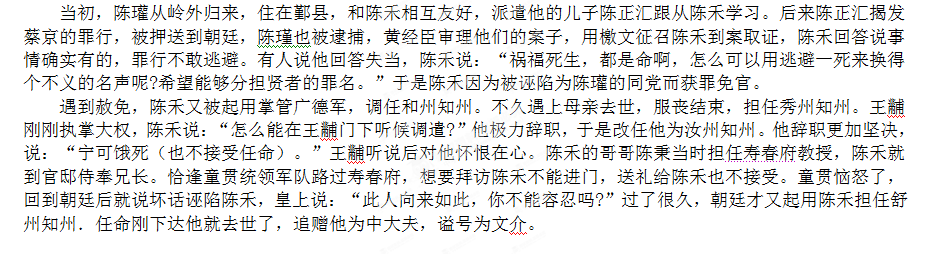 当初，陈瓘从岭外归来，住在鄞县，和陈禾相互友好，派遣他的儿子陈正汇跟从陈禾学习。后来陈正汇揭发
蔡京的罪行，被押送到朝廷，陈瑾也被逮捕，黄经臣审理他们的案子，用檄文征召陈禾到案取证，陈禾回答说事
情确实有的，罪行不敢逃避。有人说他回答失当，陈禾说：“祸福死生，都是命啊，怎么可以用逃避一死来换得
个不义的名声呢?希望能够分担贤者的罪名。”于是陈禾因为被诬陷为陈瓘的同党而获罪免官。
遇到赦免，陈禾又被起用掌管广德军，调任和州知州。不久遇上母亲去世，服丧结束，担任秀州知州。王黼
刚刚执掌大权，陈禾说：“怎么能在王黼门下听候调遣?”他极力辞职，于是改任他为汝州知州。他辞职更加坚决，
说：“宁可饿死（也不接受任命）。”王黼听说后对他怀恨在心。陈禾的哥哥陈秉当时担任寿春府教授，陈禾就
到官邸侍奉兄长。恰逢童贯统领军队路过寿春府，想要拜访陈禾不能进门，送礼给陈禾也不接受。童贯恼怒了，
回到朝廷后就说坏话诬陷陈禾，皇上说：“此人向来如此，你不能容忍吗?”过了很久，朝廷才又起用陈禾担任舒
州知州．任命刚下达他就去世了，追赠他为中大夫，谥号为文介。